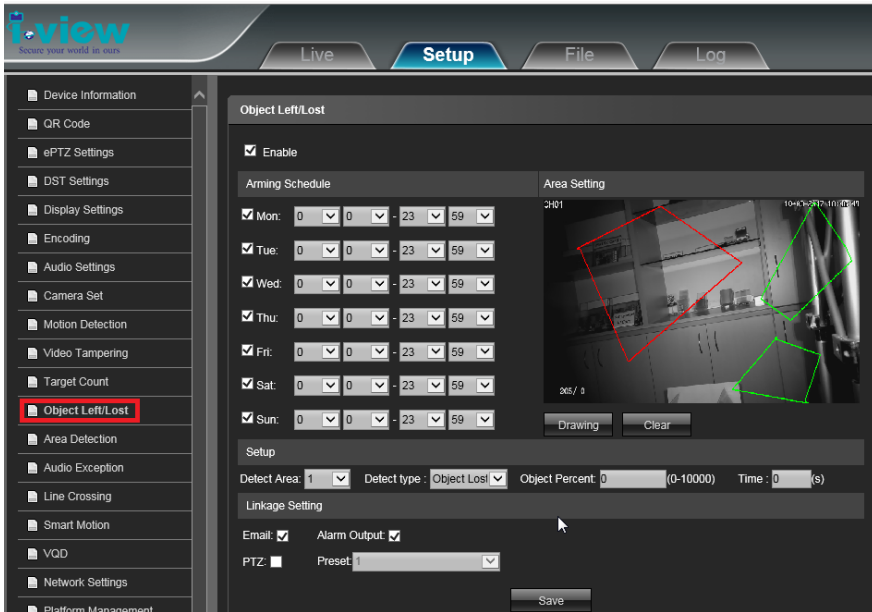 i-view
Secure your world in ours
Live Setup File Log
Device Information
QR Code
ePTZ Settings
DST Settings
Display Settings
Encoding
Audio Settings
Camera Set
Motion Detection
Video Tampering
Target Count
Object Left/Lost
Area Detection
Audio Exception
Line Crossing
Smart Motion
VQD
Network Settings
Platform Management
Object Left/Lost
Enable
Arming Schedule
Mon: 0 0 - 23 59
Tue: 0 0 - 23 59
Wed: 0 0 - 23 59
Thu: 0 0 - 23 59
Fri: 0 0 - 23 59
Sat: 0 0 - 23 59
Sun: 0 0 - 23 59
Area Setting
CH01
Drawing Clear
Setup
Detect Area: 1 Detect type : Object Lost Object Percent: 0 (0-10000) Time : 0 (s)
Linkage Setting
Email: Alarm Output:
PTZ: Preset: 1
Save